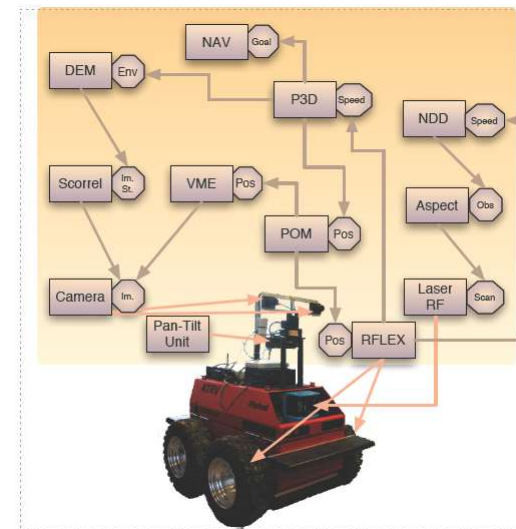 NAV
Goal
DEM
Env
P3D
Speed
NDD
Speed
Scorrel
Im.
St.
VME
Pos
Aspect
Obs
POM
Pos
Camera
Im.
Laser
RF
Scan
Pan-Tilt
Unit
Pos
RFLEX